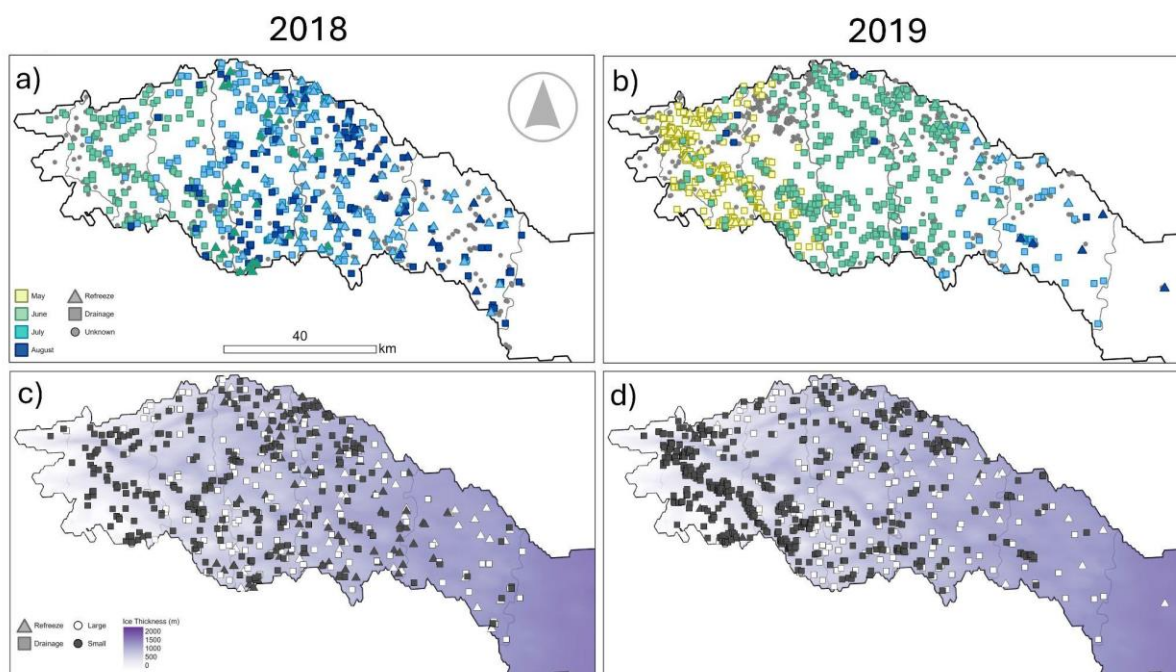 2018 2019
a) b)
May Refreeze
June Drainage
July Unknown
August
40
km
c) d)
Refreeze Large Ice Thickness (m)
Drainage Small 2000
1500
1000
500
0